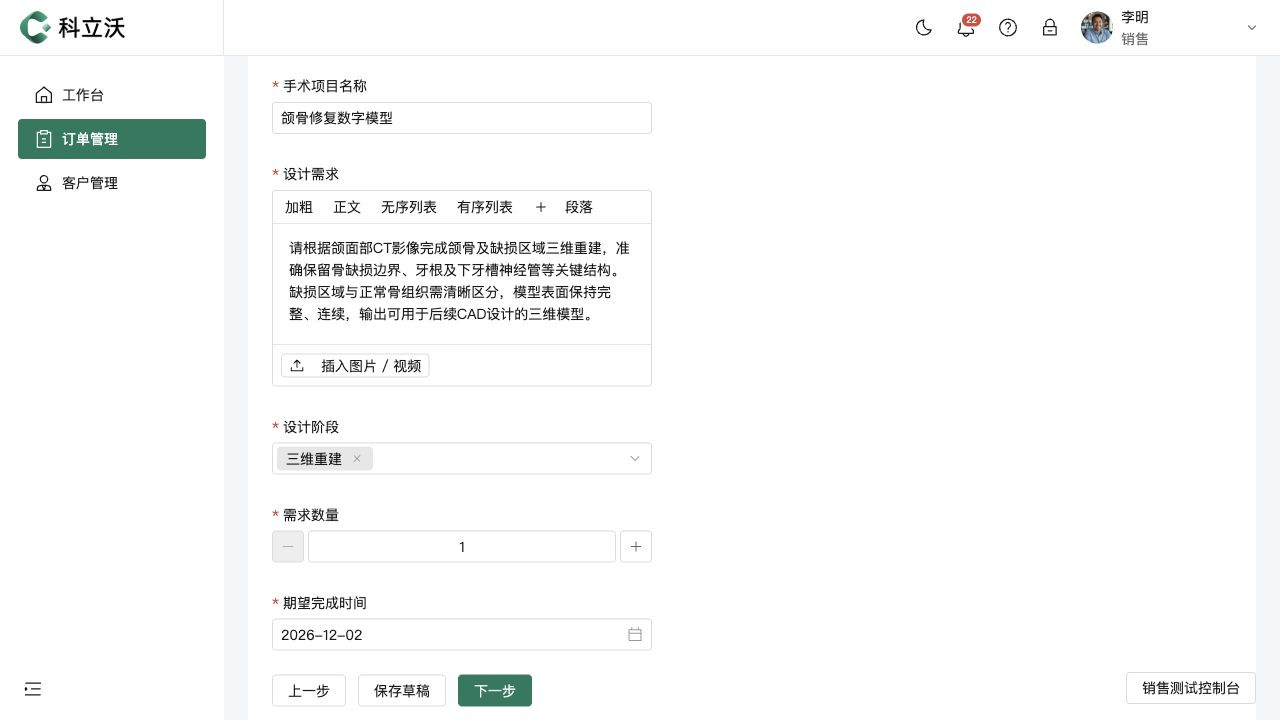 科立沃
22
李明
销售
工作台
订单管理
客户管理
* 手术项目名称
颌骨修复数字模型
* 设计需求
加粗 正文 无序列表 有序列表 + 段落
请根据颌面部CT影像完成颌骨及缺损区域三维重建，准
确保留骨缺损边界、牙根及下牙槽神经管等关键结构。
缺损区域与正常骨组织需清晰区分，模型表面保持完
整、连续，输出可用于后续CAD设计的三维模型。
插入图片 / 视频
* 设计阶段
三维重建
* 需求数量
1
* 期望完成时间
2026-12-02
上一步 保存草稿 下一步
销售测试控制台